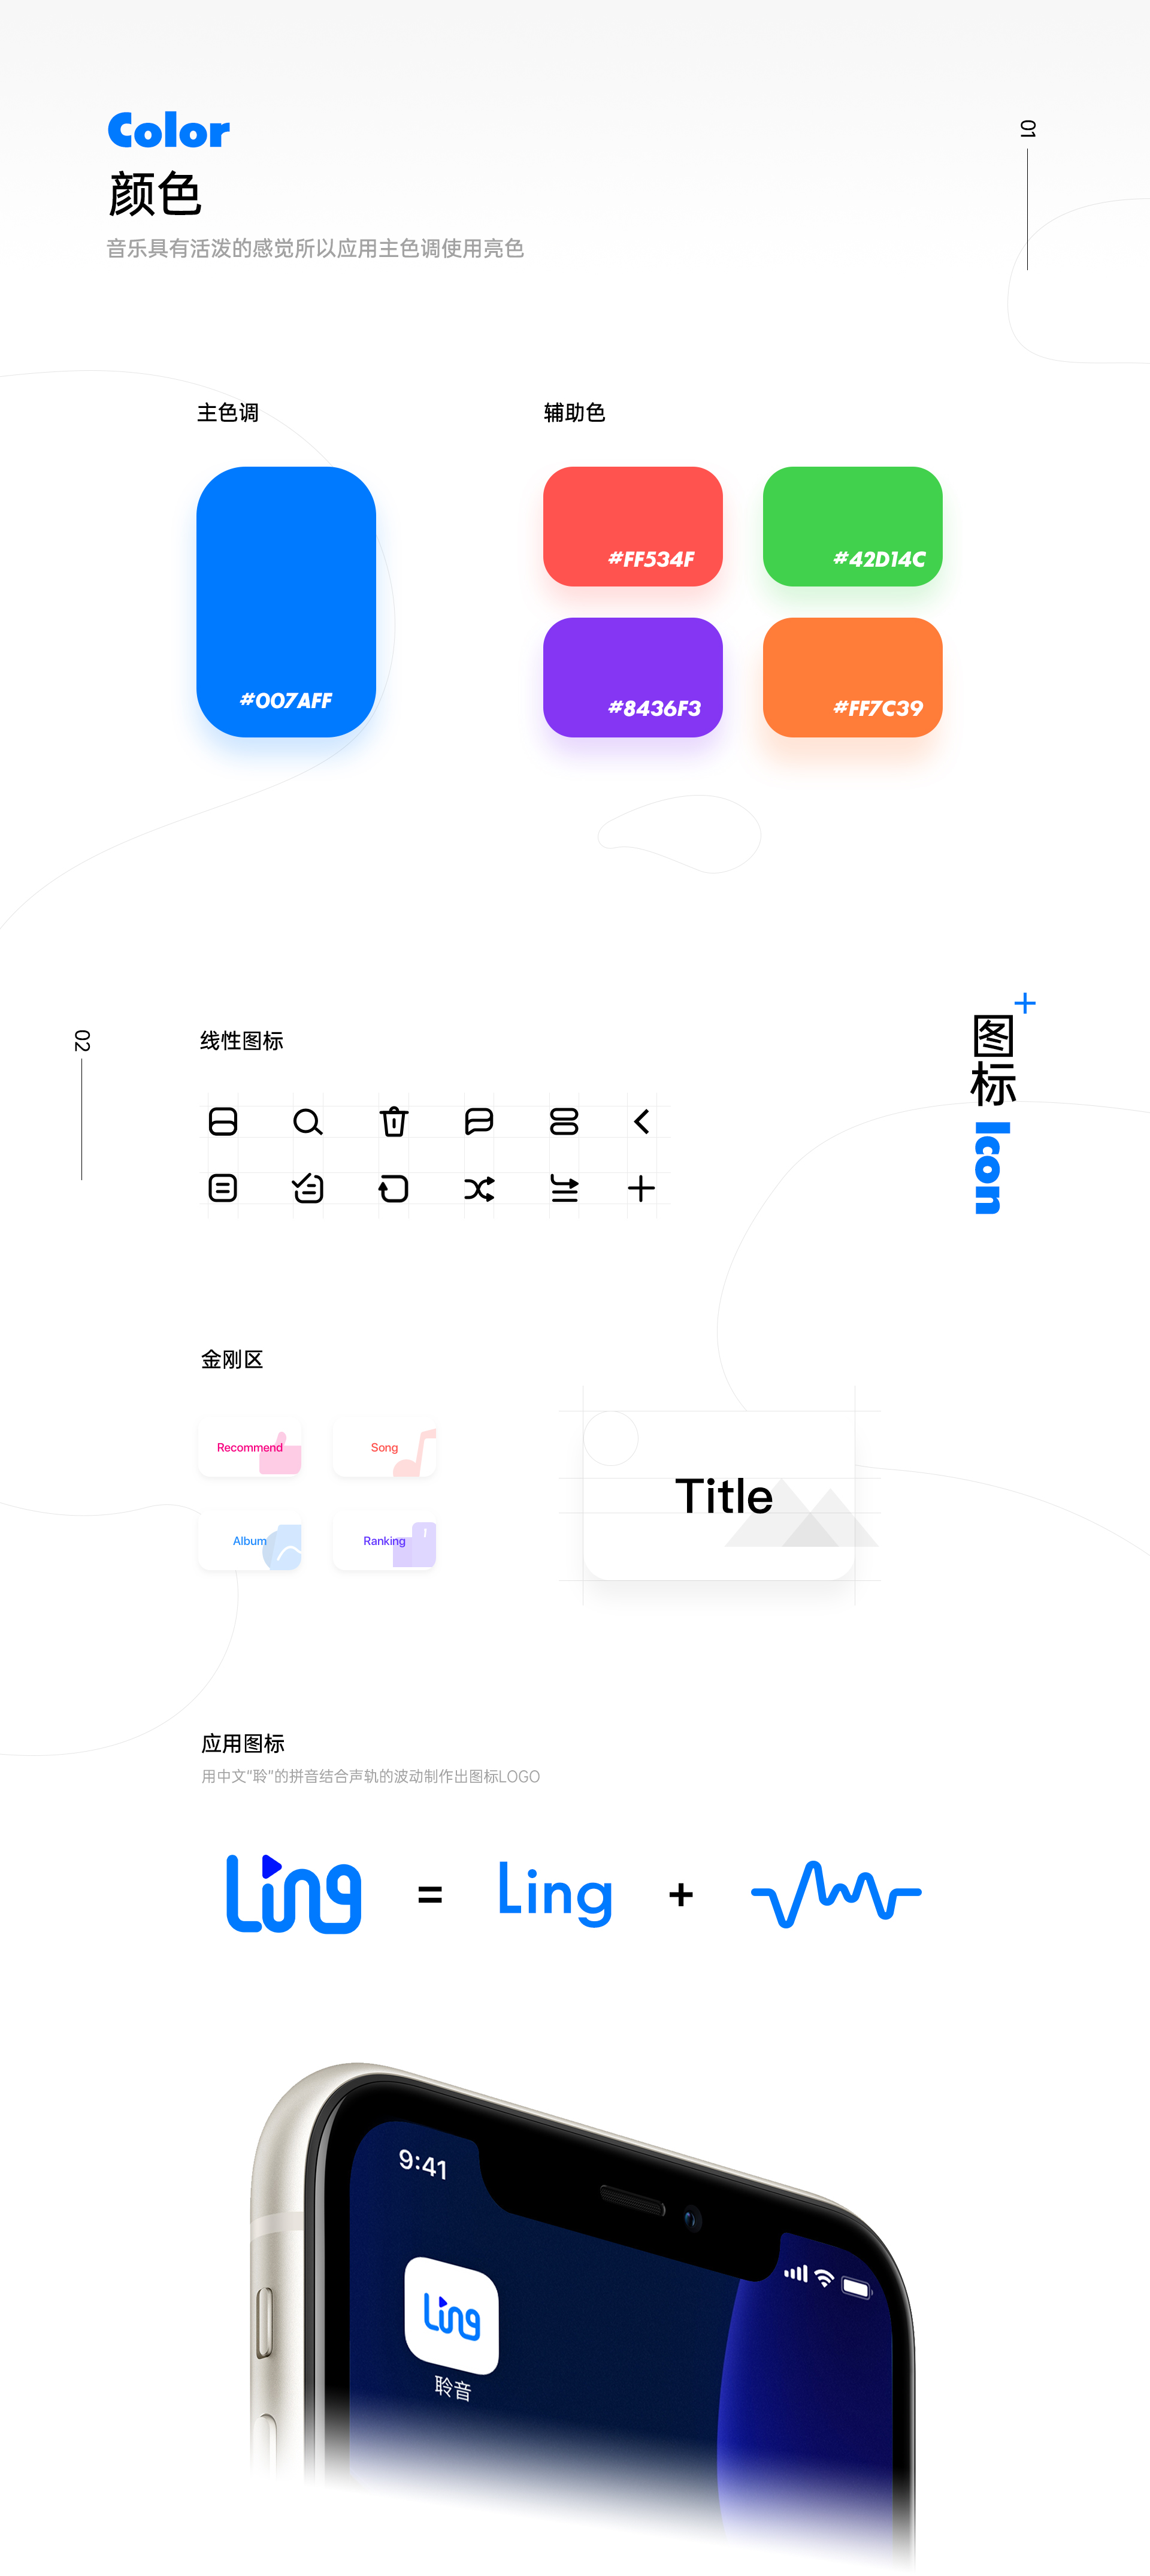 Color
颜色
音乐具有活泼的感觉所以应用主色调使用亮色
01
主色调
辅助色
#007AFF
#FF534F
#42D14C
#8436F3
#FF7C39
02
线性图标
图标 Icon
金刚区
Recommend
Song
Album
Ranking
1
Title
应用图标
用中文“聆”的拼音结合声轨的波动制作出图标LOGO
Ling = Ling +
9:41
Ling
聆音